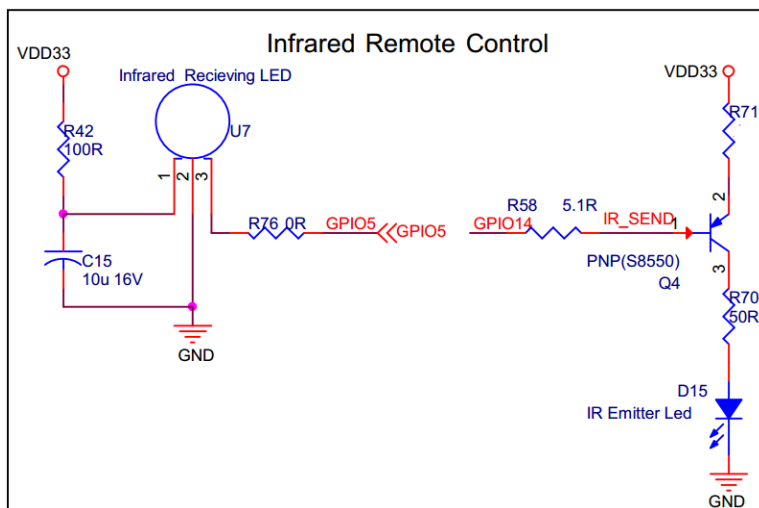 Infrared Remote Control
VDD33
Infrared Recieving LED
VDD33
R42
100R
U7
R71
1
2
3
2
R76 0R
GPIO5
GPIO5
GPIO14
R58
5.1R
IR_SEND
1
C15
10u 16V
PNP(S8550)
Q4
3
R70
50R
GND
D15
IR Emitter Led
GND